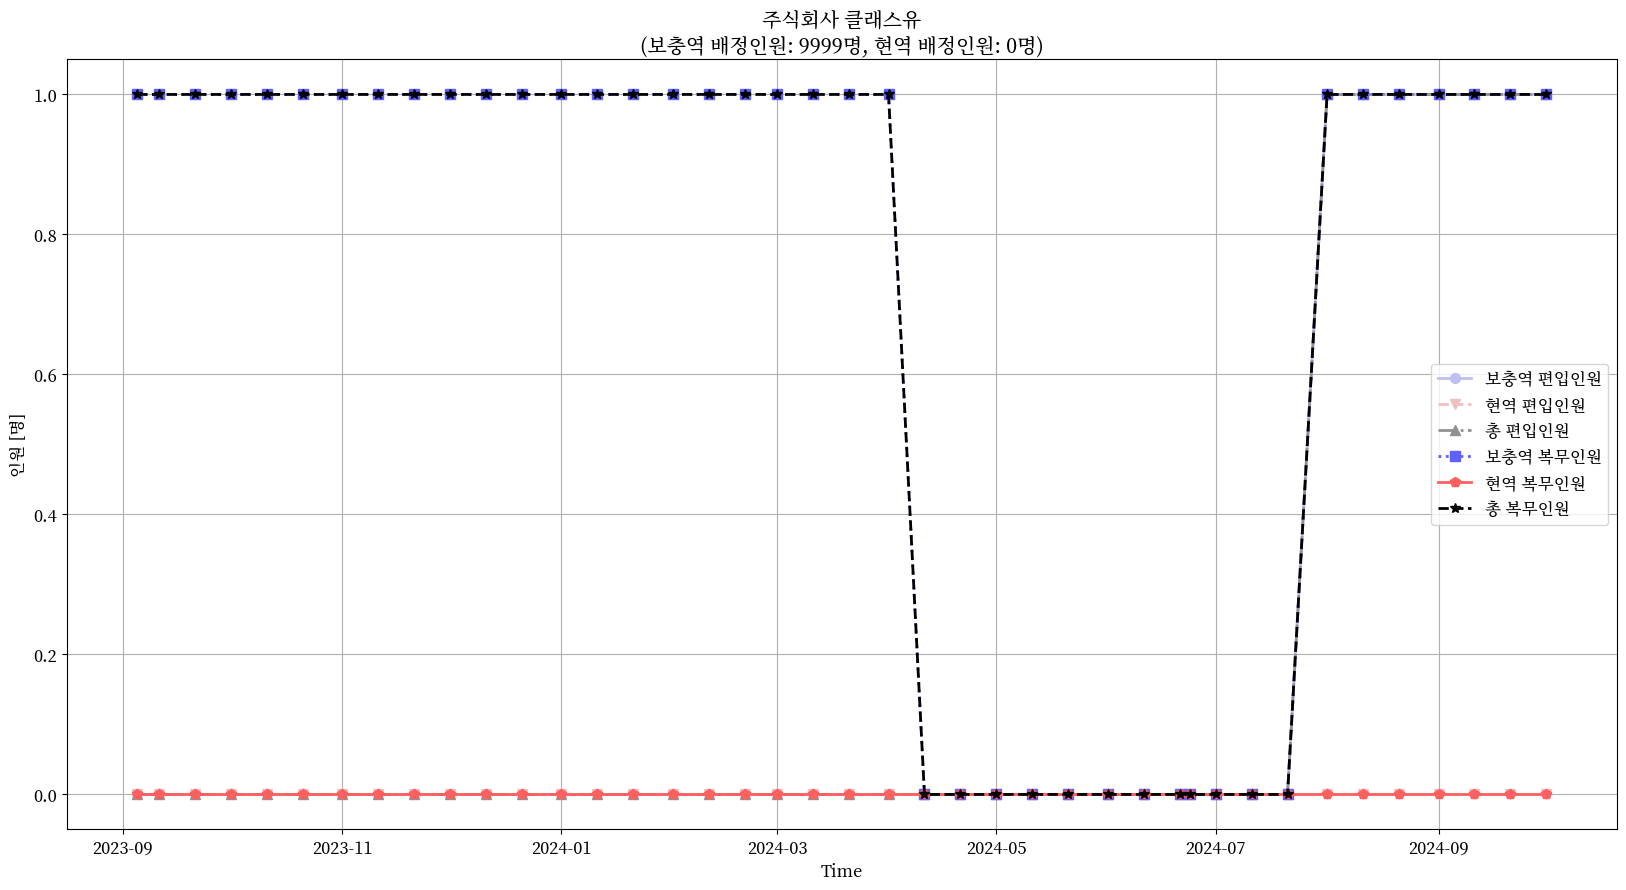 주식회사 클래스유
(보충역 배정인원: 9999명, 현역 배정인원: 0명)
1.0
0.8
0.6
0.4
0.2
0.0
인원 [명]
보충역 편입인원
현역 편입인원
총 편입인원
보충역 복무인원
현역 복무인원
총 복무인원
2023-09
2023-11
2024-01
2024-03
2024-05
2024-07
2024-09
Time